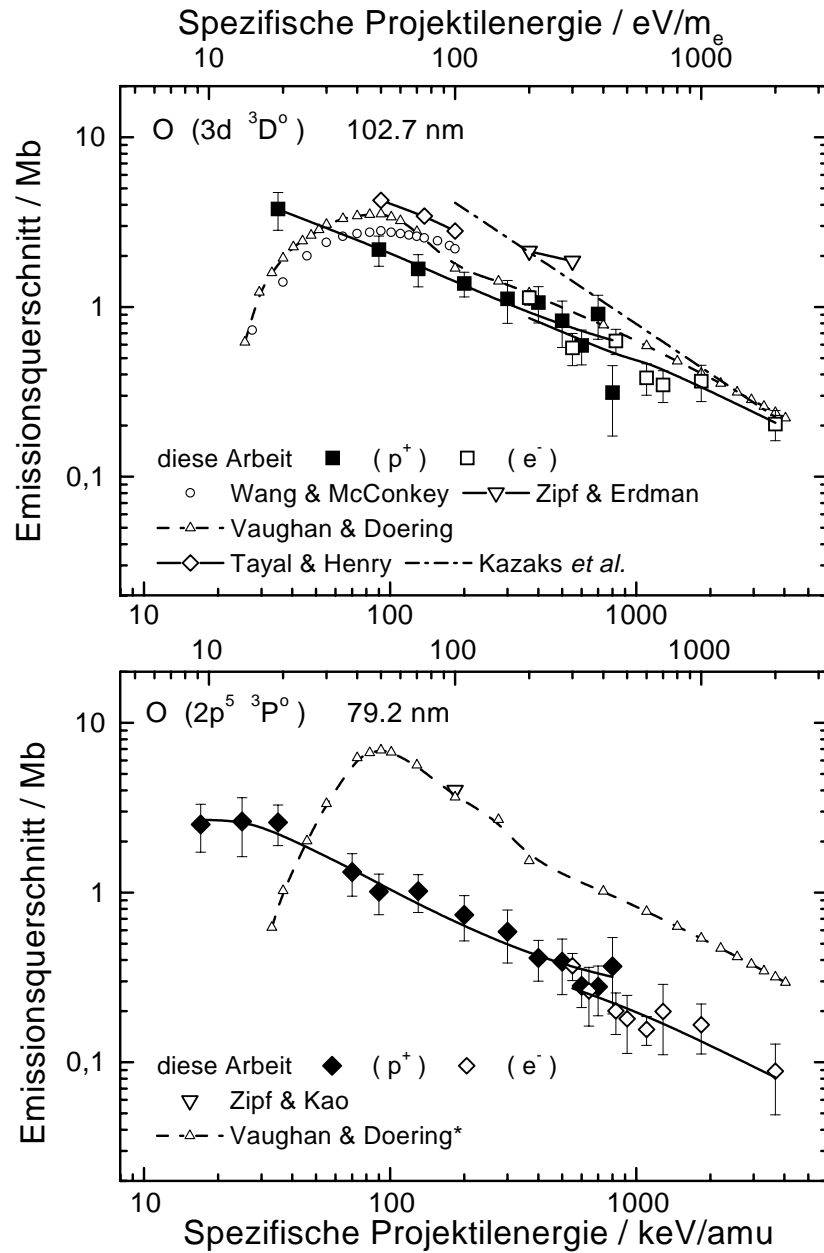 Spezifische Projektilenergie / eV/mₑ
10 100 1000
O (3d ³Dᵒ) 102.7 nm
10
1
0,1
Emissionsquerschnitt / Mb
diese Arbeit (p⁺) (e⁻)
Wang & McConkey Zipf & Erdman
Vaughan & Doering
Tayal & Henry Kazaks et al.
10 100 1000
10 100 1000
O (2p⁵ ³Pᵒ) 79.2 nm
10
1
0,1
Emissionsquerschnitt / Mb
diese Arbeit (p⁺) (e⁻)
Zipf & Kao
Vaughan & Doering*
10 100 1000
Spezifische Projektilenergie / keV/amu